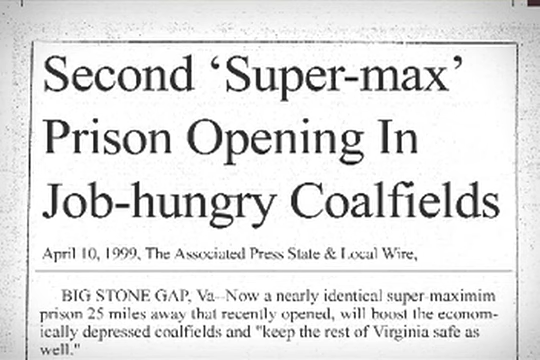 Second ‘Super-max’
Prison Opening In
Job-hungry Coalfields
April 10, 1999, The Associated Press State & Local Wire,
BIG STONE GAP, Va--Now a nearly identical super-maximim
prison 25 miles away that recently opened, will boost the econom-
ically depressed coalfields and "keep the rest of Virginia safe as
well."